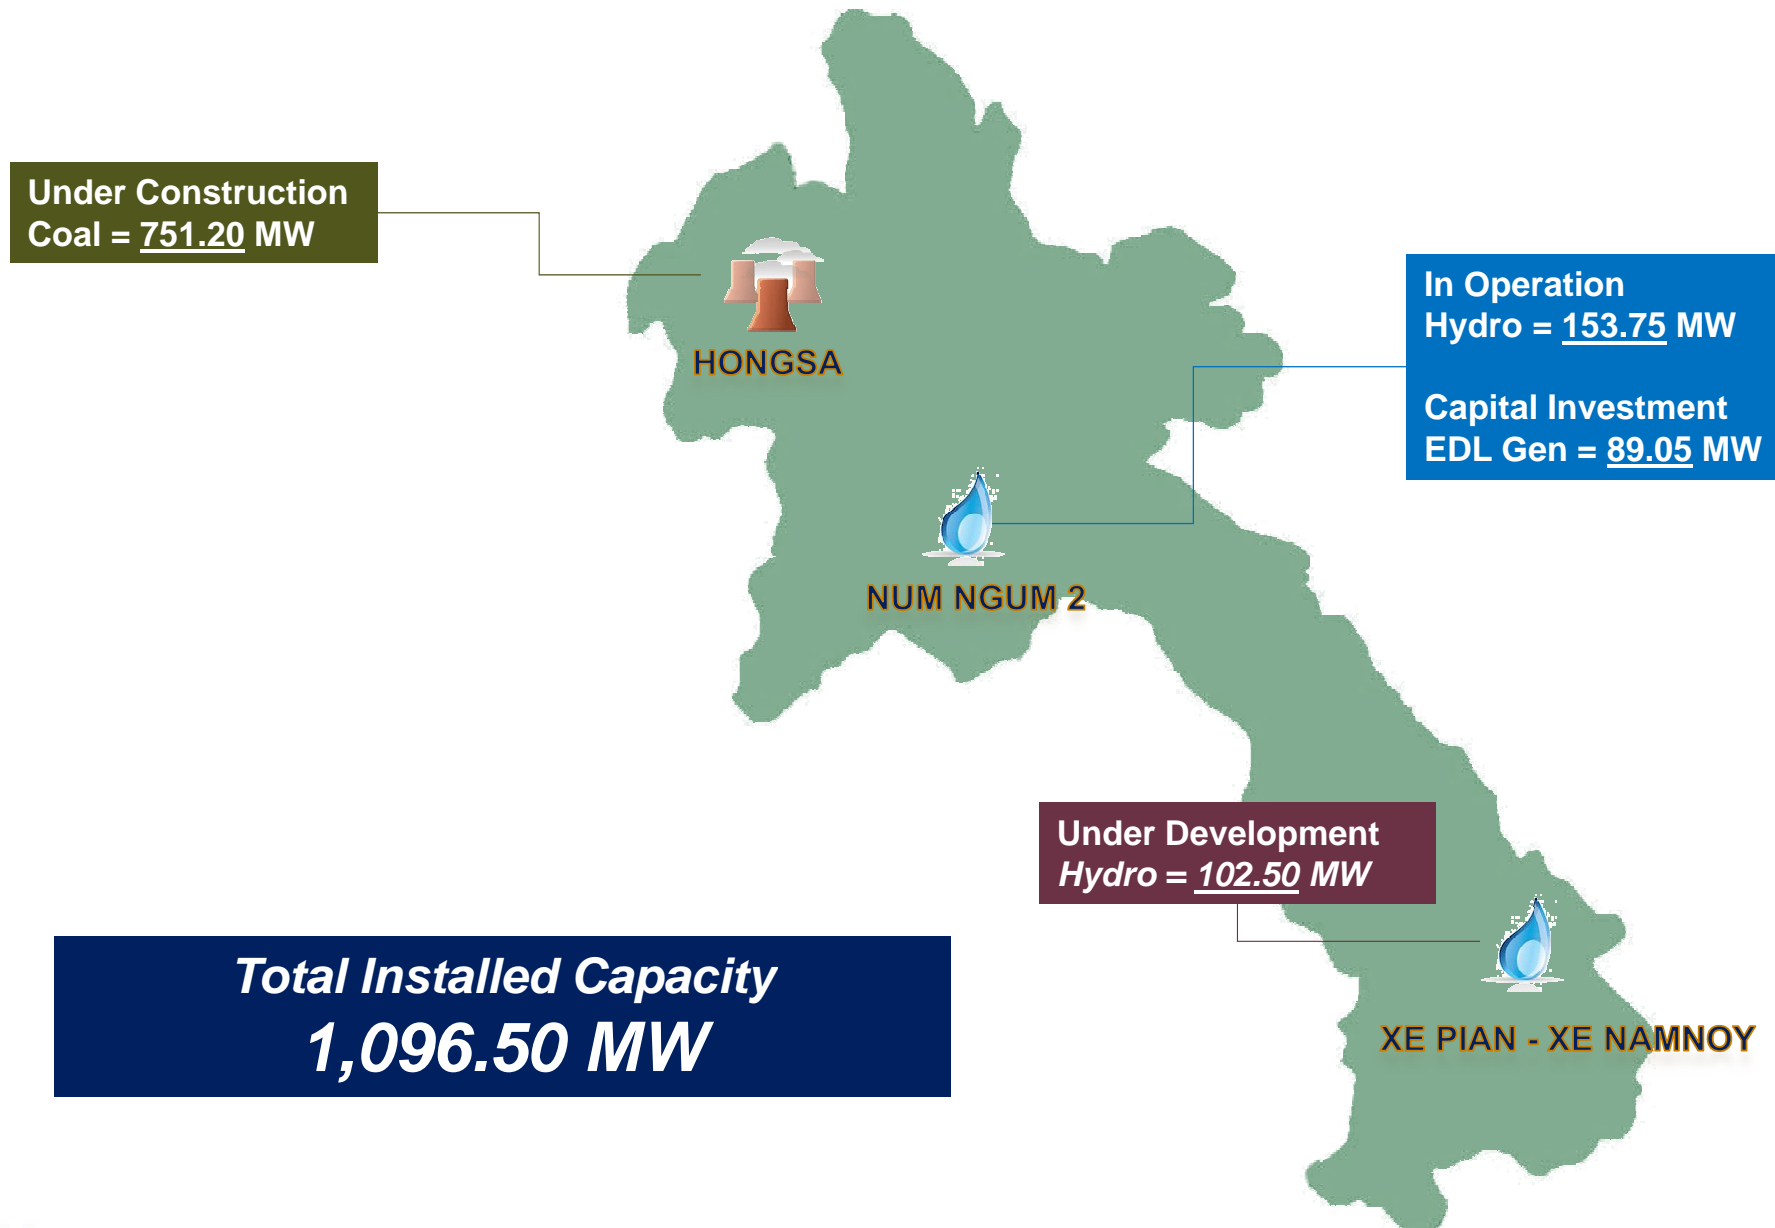 Under Construction
Coal = 751.20 MW
HONGSA
In Operation
Hydro = 153.75 MW
Capital Investment
EDL Gen = 89.05 MW
NUM NGUM 2
Under Development
Hydro = 102.50 MW
XE PIAN - XE NAMNOY
Total Installed Capacity
1,096.50 MW